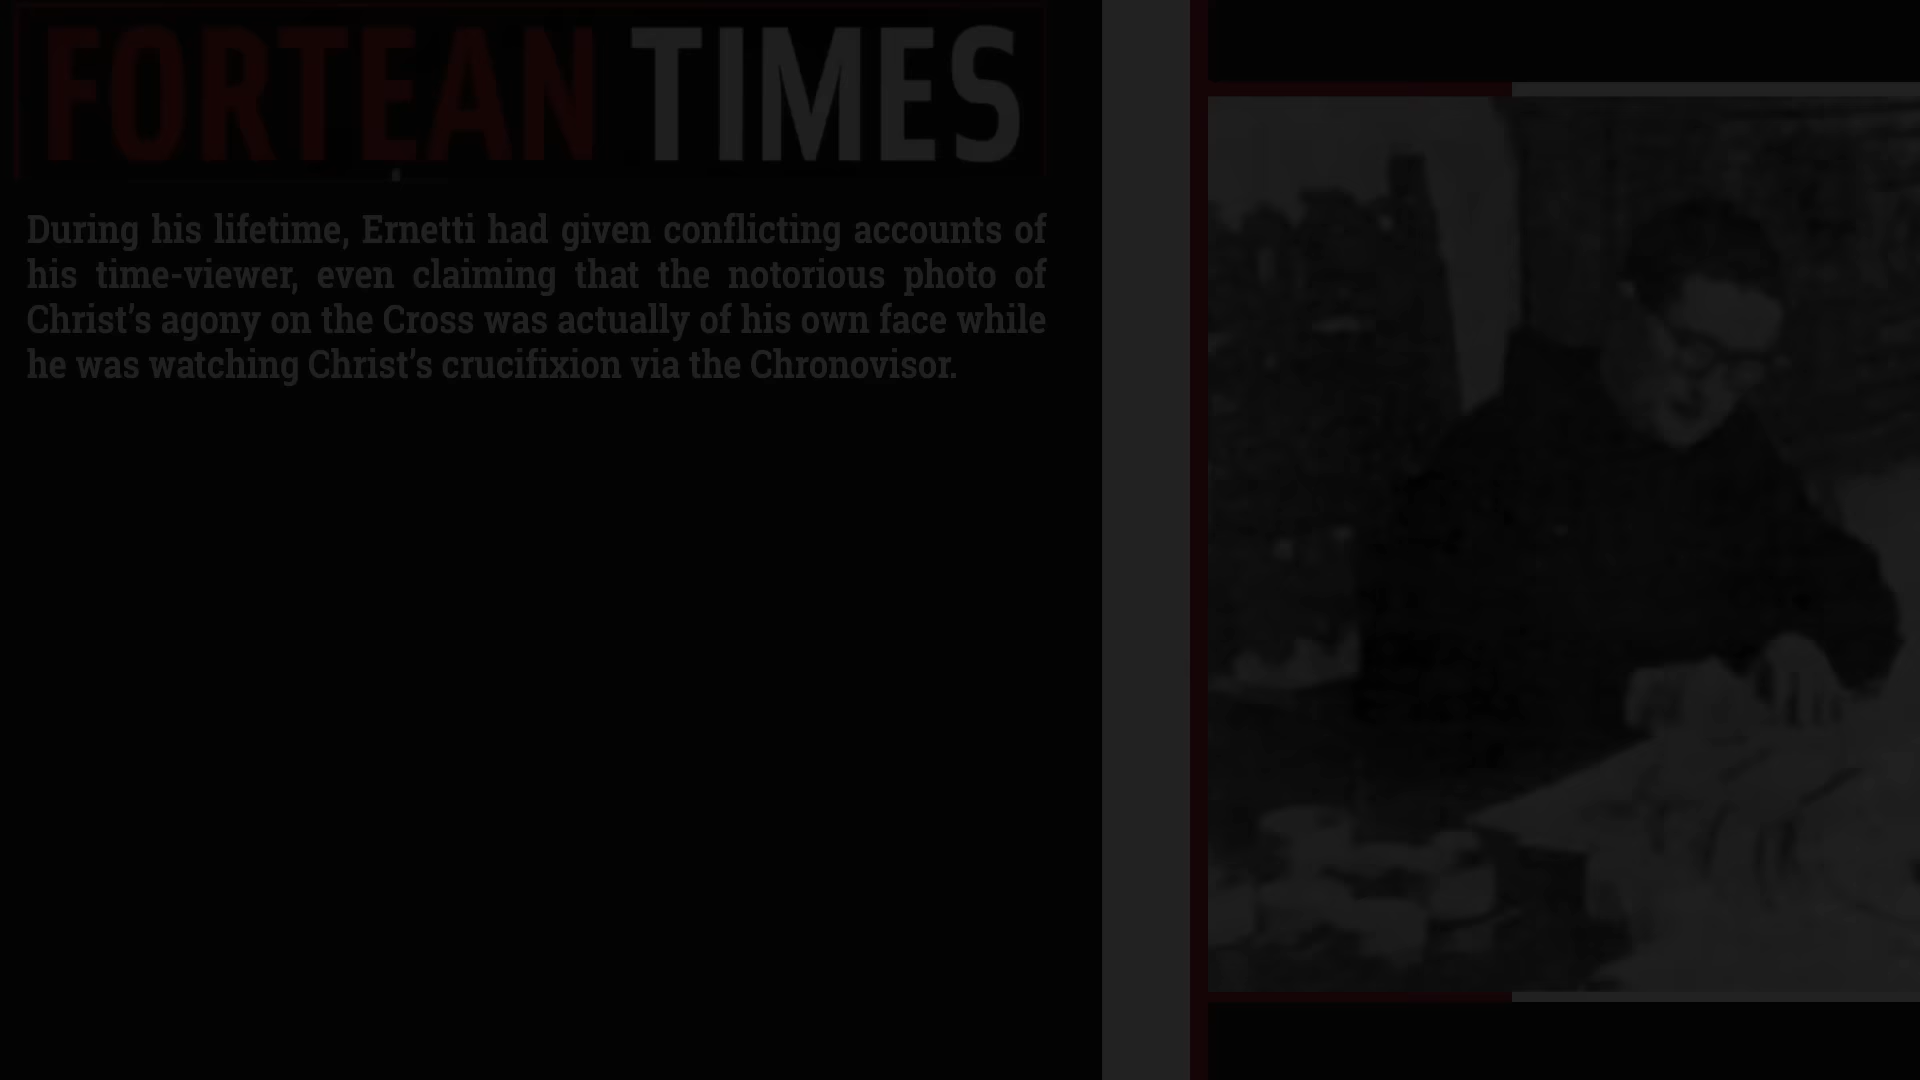 FORTEAN TIMES
During his lifetime, Ernetti had given conflicting accounts of
his time-viewer, even claiming that the notorious photo of
Christ’s agony on the Cross was actually of his own face while
he was watching Christ’s crucifixion via the Chronovisor.